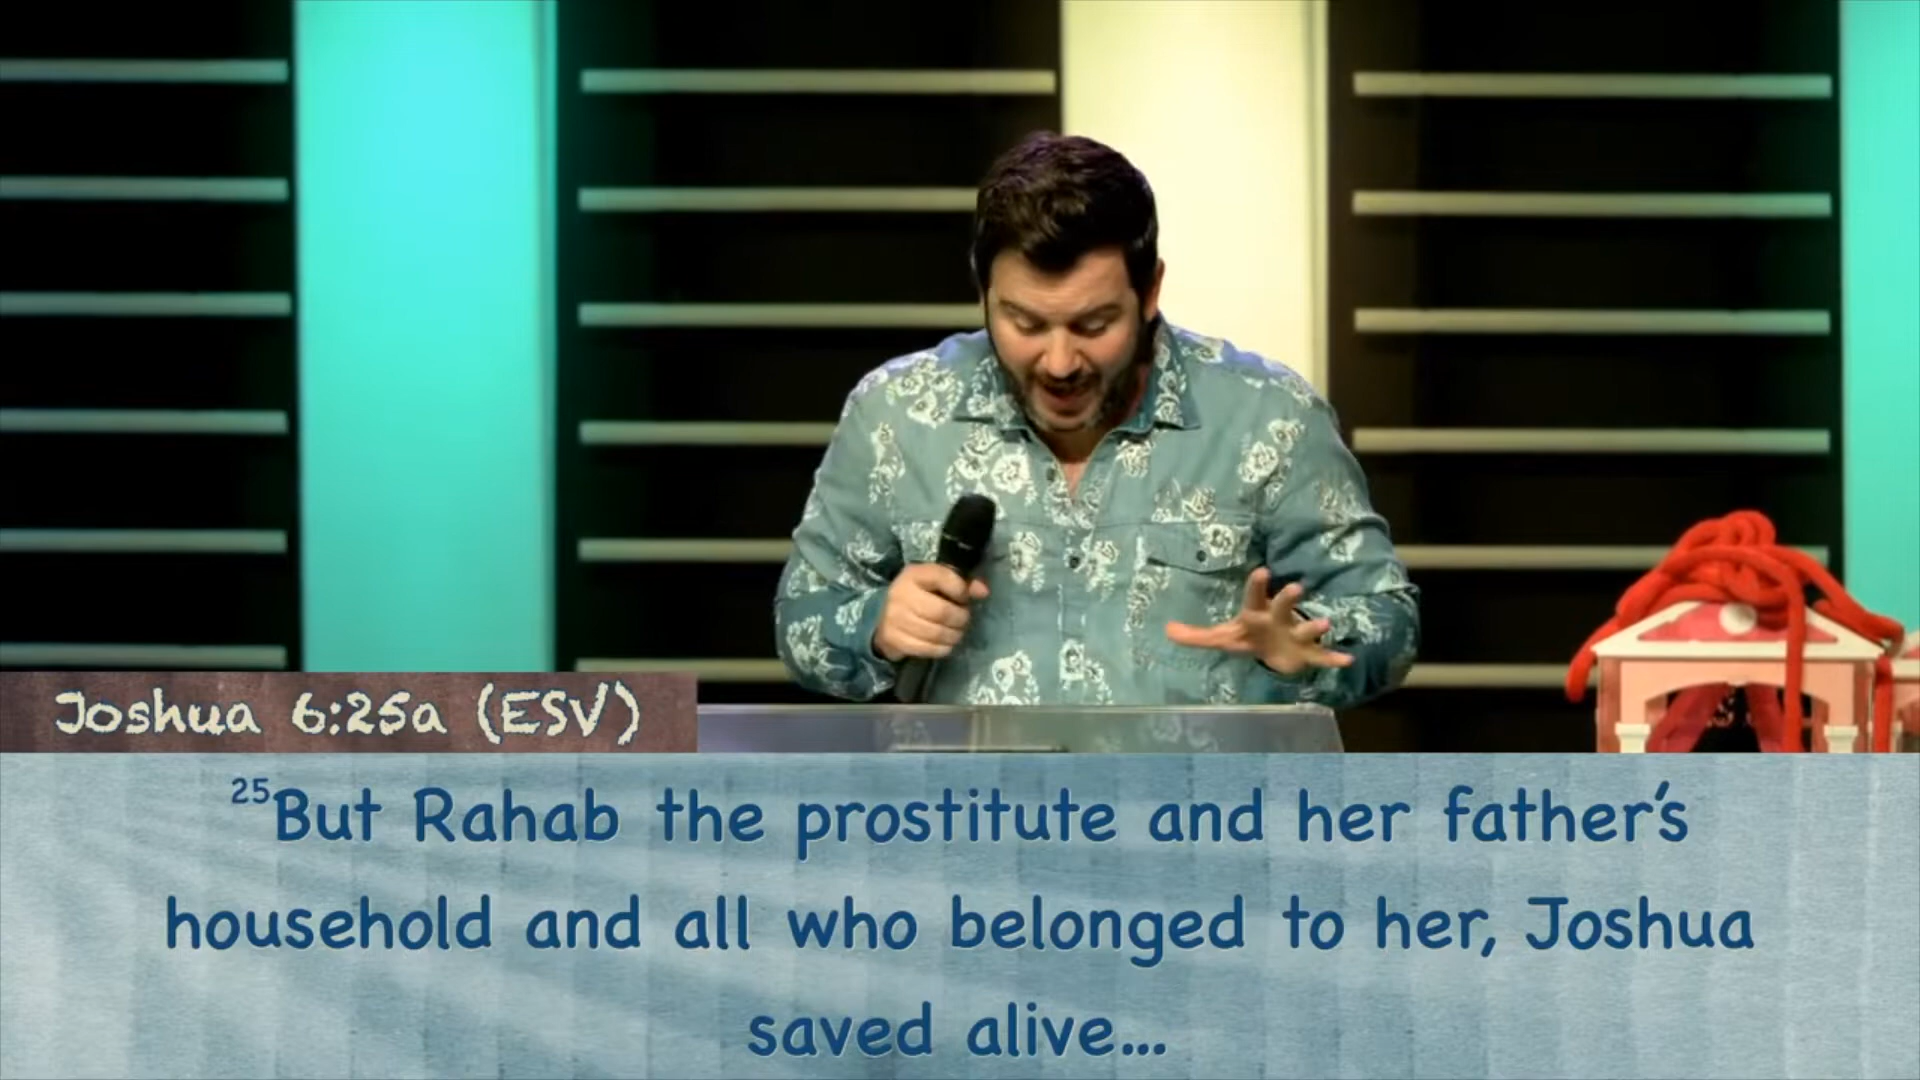 Joshua 6:25a (ESV)
25But Rahab the prostitute and her father's
household and all who belonged to her, Joshua
saved alive...